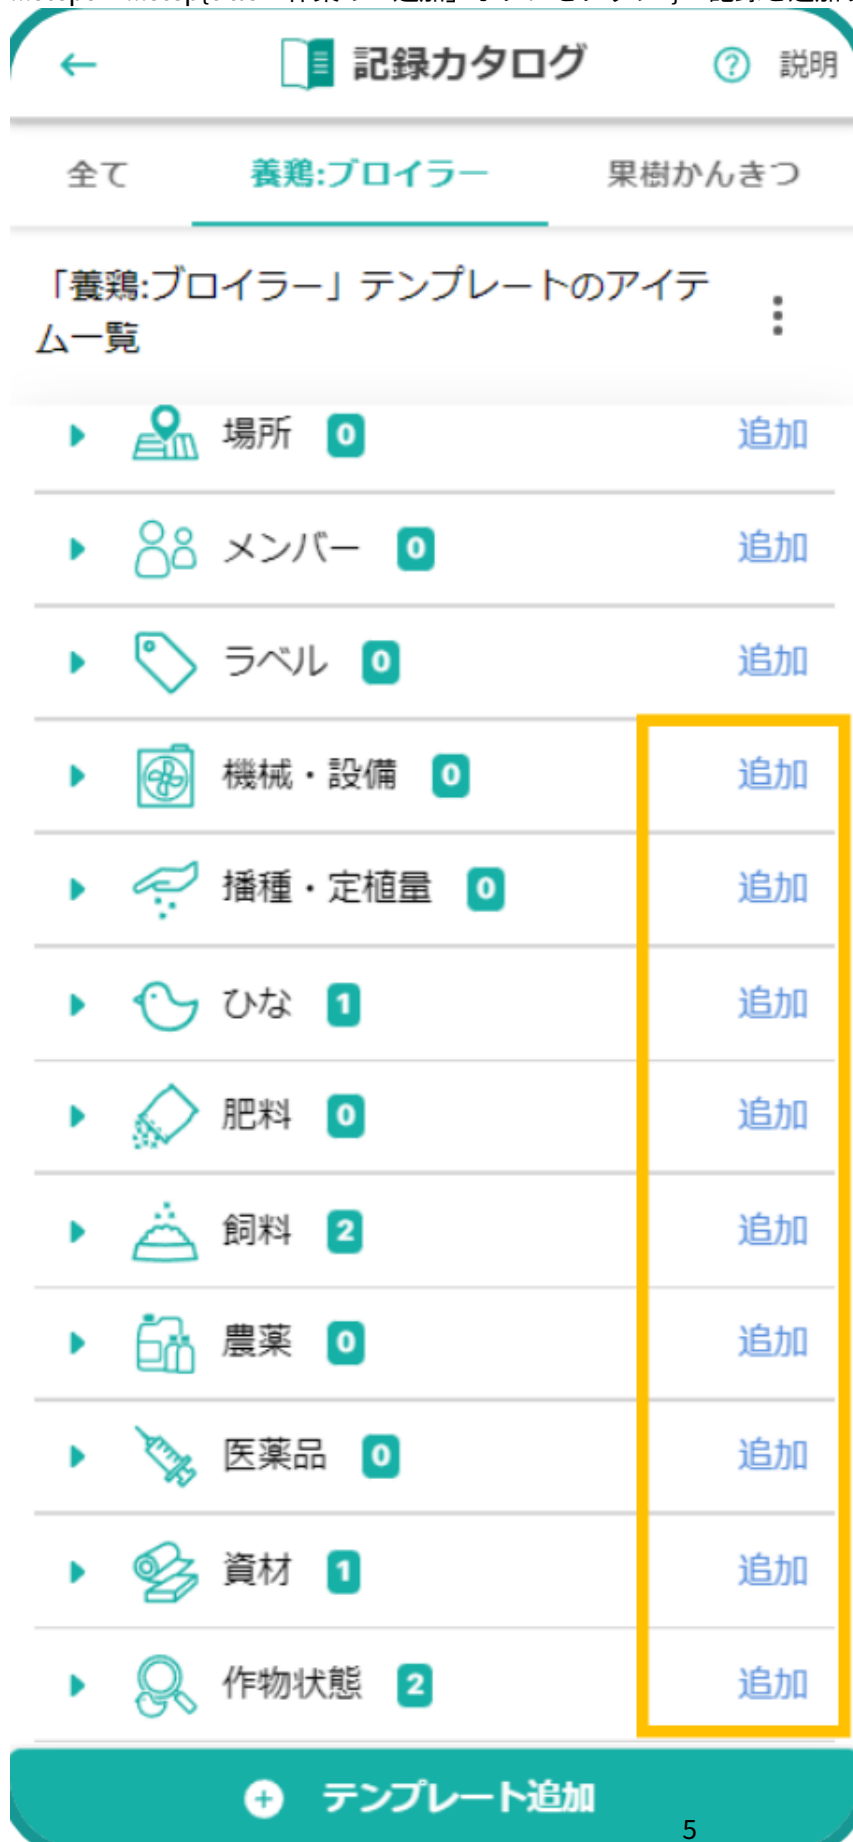 記録カタログ
説明
全て 養鶏:ブロイラー 果樹かんきつ
「養鶏:ブロイラー」テンプレートのアイテ
ム一覧
場所 0 追加
メンバー 0 追加
ラベル 0 追加
機械・設備 0 追加
播種・定植量 0 追加
ひな 1 追加
肥料 0 追加
飼料 2 追加
農薬 0 追加
医薬品 0 追加
資材 1 追加
作物状態 2 追加
テンプレート追加
5